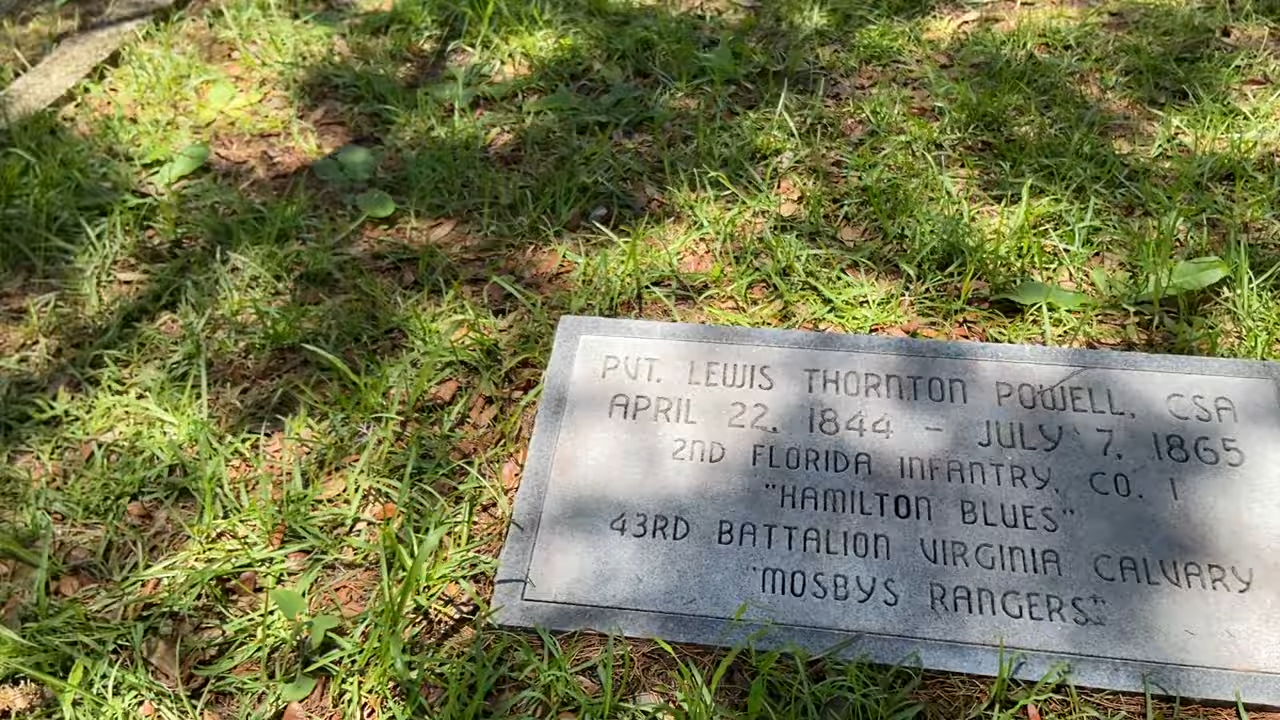 PVT. LEWIS THORNTON POWELL, CSA
APRIL 22, 1844 - JULY 7, 1865
2ND FLORIDA INFANTRY, CO. I
"HAMILTON BLUES"
43RD BATTALION VIRGINIA CALVARY
"MOSBYS RANGERS"